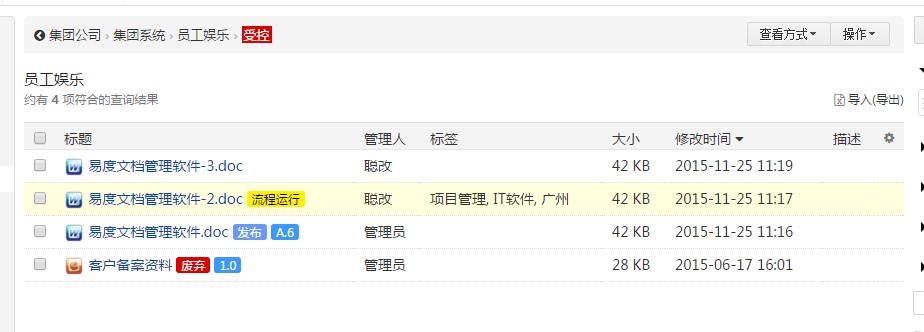 集团公司 › 集团系统 › 员工娱乐 › 受控 查看方式 操作
员工娱乐
约有 4 项符合的查询结果 导入(导出)
标题 管理人 标签 大小 修改时间 描述
易度文档管理软件-3.doc 聪改 42 KB 2015-11-25 11:19
易度文档管理软件-2.doc 流程运行 聪改 项目管理, IT软件, 广州 42 KB 2015-11-25 11:17
易度文档管理软件.doc 发布 A.6 管理员 42 KB 2015-11-25 11:16
客户备案资料 废弃 1.0 管理员 28 KB 2015-06-17 16:01